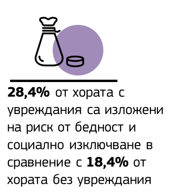 28,4% от хората с
увреждания са изложени
на риск от бедност и
социално изключване в
сравнение с 18,4% от
хората без увреждания